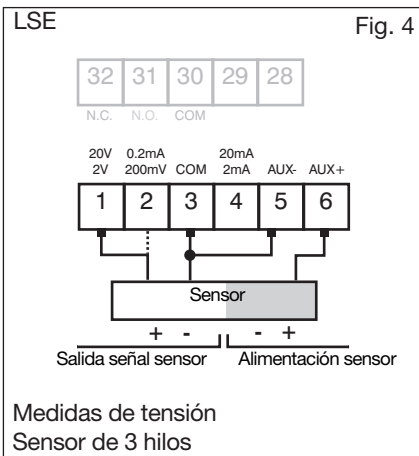 LSE Fig. 4
32 31 30 29 28
N.C. N.O. COM
20V 0.2mA 20mA
2V 200mV COM 2mA AUX- AUX+
1 2 3 4 5 6
Sensor
+ - - +
Salida señal sensor Alimentación sensor
Medidas de tensión
Sensor de 3 hilos